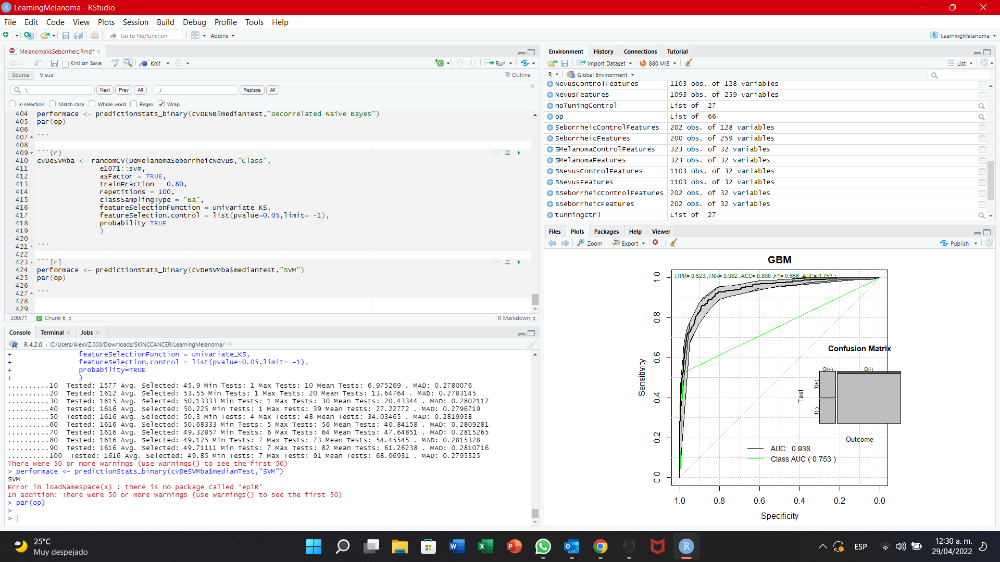 LearningMelanoma - RStudio
File Edit Code View Plots Session Build Debug Profile Tools Help
Go to file/function Addins LearningMelanoma
MelanomaVsSeborrheic.Rmd*
Knit on Save ABC Knit Run
Source Visual Outline
\ Next Prev All / Replace All
In selection Match case Whole word Regex Wrap
404 performace <- predictionStats_binary(cvDENB$medianTest,"Decorrelated Naive Bayes")
405 par(op)
406
407 ```
408
409 ```{r}
410 cvDeSVMba <- randomCV(DeMelanomaSeborrheicNevus,"Class",
411 e1071::svm,
412 asFactor = TRUE,
413 trainFraction = 0.80,
414 repetitions = 100,
415 classSamplingType = "Ba",
416 featureSelectionFunction = univariate_KS,
417 featureSelection.control = list(pvalue=0.05,limit= -1),
418 probability=TRUE
419 )
420
421 ```
422
423 ```{r}
424 performace <- predictionStats_binary(cvDeSVMba$medianTest,"SVM")
425 par(op)
426
427 ```
428
429
200:71 Chunk 6 R Markdown
Console Terminal Jobs
R 4.2.0 · C:/Users/AlexVZ.000/Downloads/SKINCCANCER/LearningMelanoma/
+ featureSelectionFunction = univariate_KS,
+ featureSelection.control = list(pvalue=0.05,limit= -1),
+ probability=TRUE
+ )
..........10 Tested: 1577 Avg. Selected: 45.9 Min Tests: 1 Max Tests: 10 Mean Tests: 6.975269 . MAD: 0.2780076
..........20 Tested: 1612 Avg. Selected: 53.55 Min Tests: 1 Max Tests: 20 Mean Tests: 13.64764 . MAD: 0.2783145
..........30 Tested: 1615 Avg. Selected: 50.13333 Min Tests: 1 Max Tests: 30 Mean Tests: 20.43344 . MAD: 0.2802112
..........40 Tested: 1616 Avg. Selected: 50.225 Min Tests: 1 Max Tests: 39 Mean Tests: 27.22772 . MAD: 0.2796719
..........50 Tested: 1616 Avg. Selected: 50.3 Min Tests: 4 Max Tests: 48 Mean Tests: 34.03465 . MAD: 0.2819938
..........60 Tested: 1616 Avg. Selected: 50.68333 Min Tests: 5 Max Tests: 56 Mean Tests: 40.84158 . MAD: 0.2809281
..........70 Tested: 1616 Avg. Selected: 49.32857 Min Tests: 6 Max Tests: 64 Mean Tests: 47.64851 . MAD: 0.2815265
..........80 Tested: 1616 Avg. Selected: 49.125 Min Tests: 7 Max Tests: 73 Mean Tests: 54.45545 . MAD: 0.2815328
..........90 Tested: 1616 Avg. Selected: 49.71111 Min Tests: 7 Max Tests: 82 Mean Tests: 61.26238 . MAD: 0.2810716
..........100 Tested: 1616 Avg. Selected: 49.85 Min Tests: 7 Max Tests: 91 Mean Tests: 68.06931 . MAD: 0.2795325
There were 50 or more warnings (use warnings() to see the first 50)
> performace <- predictionStats_binary(cvDeSVMba$medianTest,"SVM")
SVM
Error in loadNamespace(x) : there is no package called ‘epiR’
In addition: There were 50 or more warnings (use warnings() to see the first 50)
> par(op)
>
>
Environment History Connections Tutorial
Import Dataset 880 MiB List
R Global Environment
NevusControlFeatures 1103 obs. of 128 variables
NevusFeatures 1093 obs. of 259 variables
noTuningControl List of 27
op List of 66
SeborrheicControlFeatures 202 obs. of 128 variables
SeborrheicFeatures 200 obs. of 259 variables
SMelanomaControlFeatures 323 obs. of 32 variables
SMelanomaFeatures 323 obs. of 32 variables
SNevusControlFeatures 1103 obs. of 32 variables
SNevusFeatures 1103 obs. of 32 variables
SSeborrheicControlFeatures 202 obs. of 32 variables
SSeborrheicFeatures 202 obs. of 32 variables
tunningctrl List of 27
Files Plots Packages Help Viewer
Zoom Export Publish
GBM
(TPR= 0.523 ,TNR= 0.982 ,ACC= 0.890 ,F1= 0.656 ,AUC= 0.753 )
Sensitivity
1.0
0.8
0.6
0.4
0.2
0.0
Confusion Matrix
O(+) O(-)
T(+)
T(-)
Test
Outcome
AUC: 0.938
Class AUC ( 0.753 )
1.0 0.8 0.6 0.4 0.2 0.0
Specificity
25°C
Muy despejado
ESP
12:30 a. m.
29/04/2022